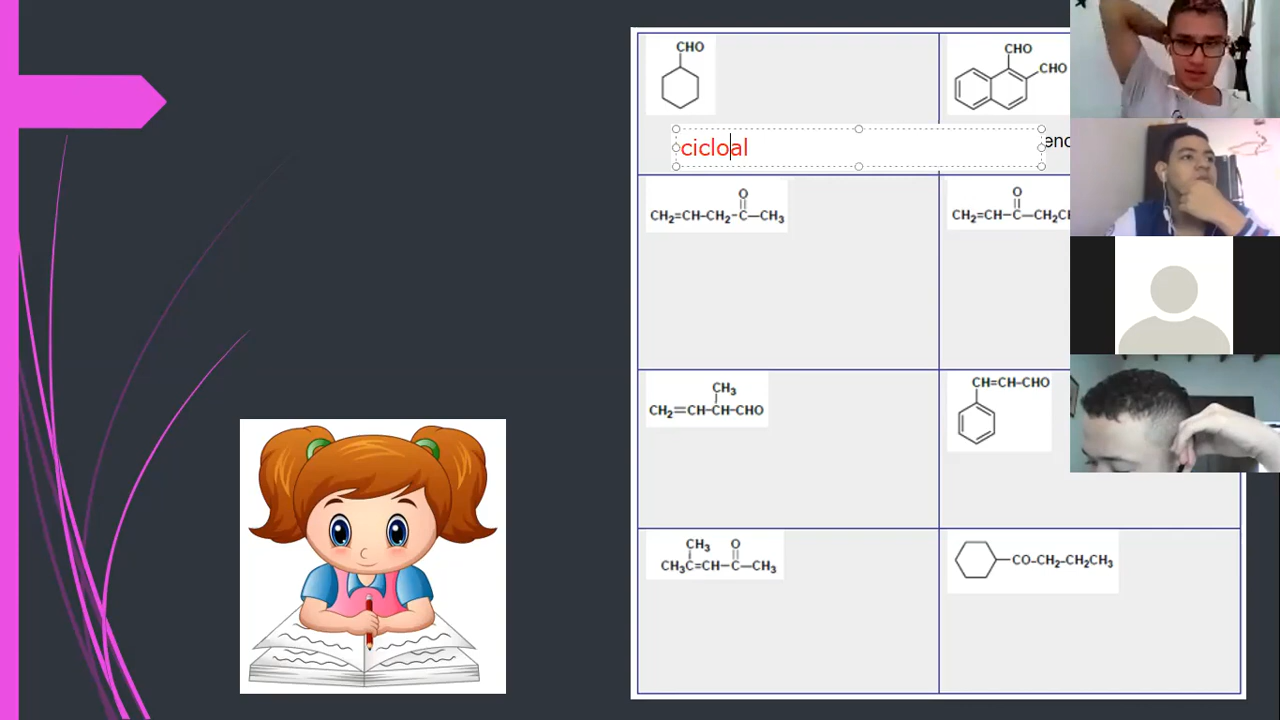 CHO
CHO
CHO
cicloal
enc
O
CH2=CH-CH2-C-CH3
O
CH2=CH-C-CH2C
CH3
CH2=CH-CH-CHO
CH=CH-CHO
CH3 O
CH3C=CH-C-CH3
CO-CH2-CH2CH3